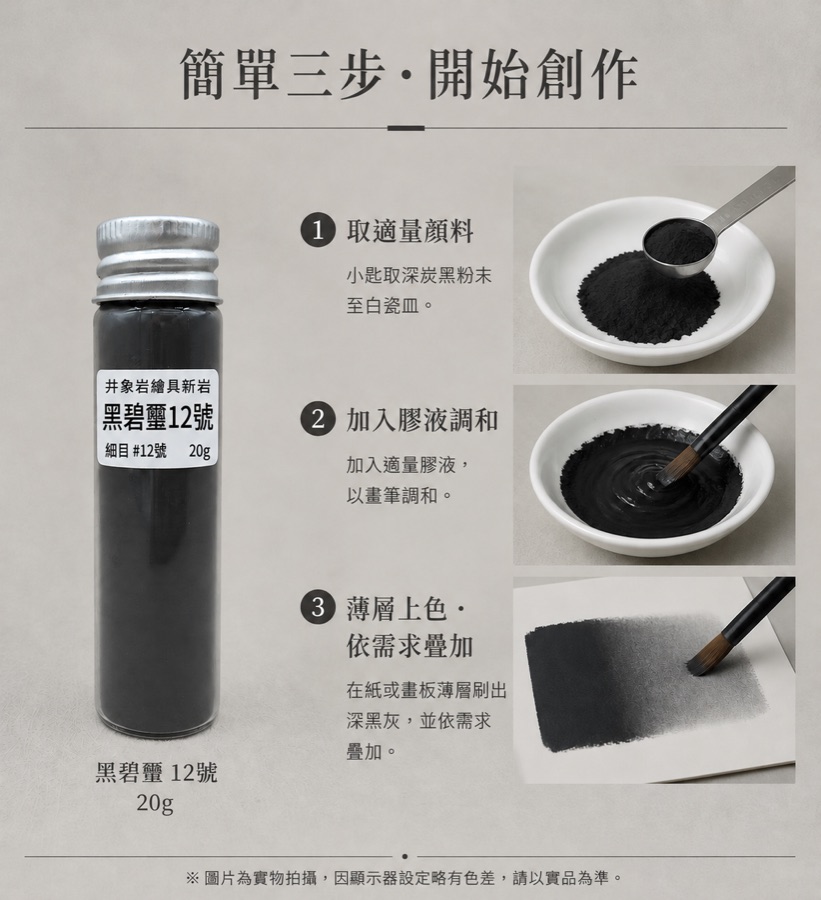 簡單三步・開始創作
井象岩繪具新岩
黑碧璽12號
細目 #12號 20g
黑碧璽 12號
20g
1 取適量顏料
小匙取深炭黑粉末
至白瓷皿。
2 加入膠液調和
加入適量膠液，
以畫筆調和。
3 薄層上色・
依需求疊加
在紙或畫板薄層刷出
深黑灰，並依需求
疊加。
※ 圖片為實物拍攝，因顯示器設定略有色差，請以實品為準。